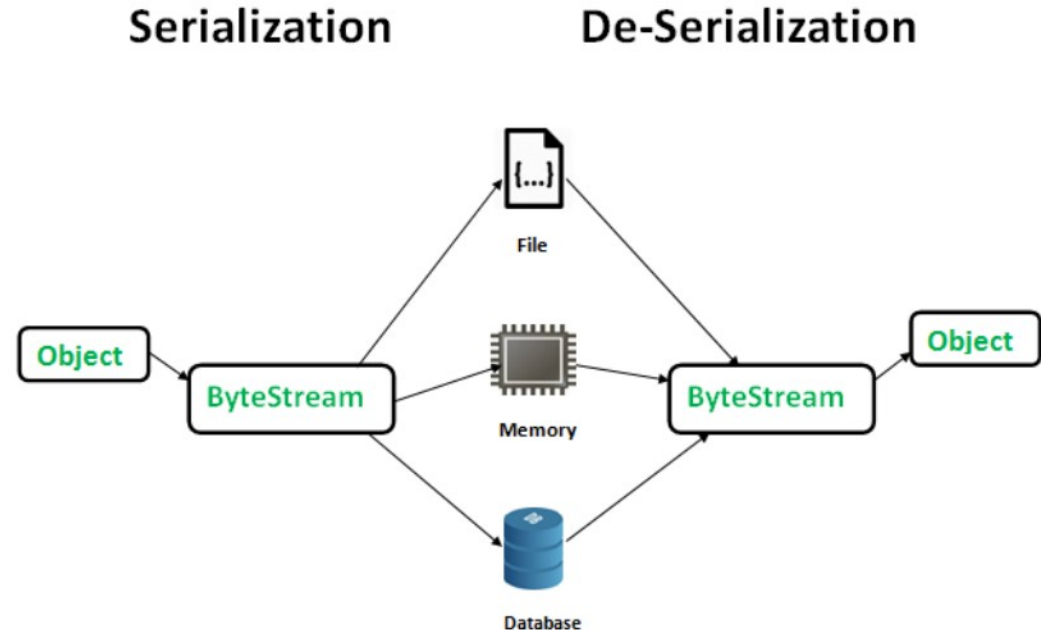 Serialization
De-Serialization
{...}
File
Object
ByteStream
Memory
ByteStream
Object
Database